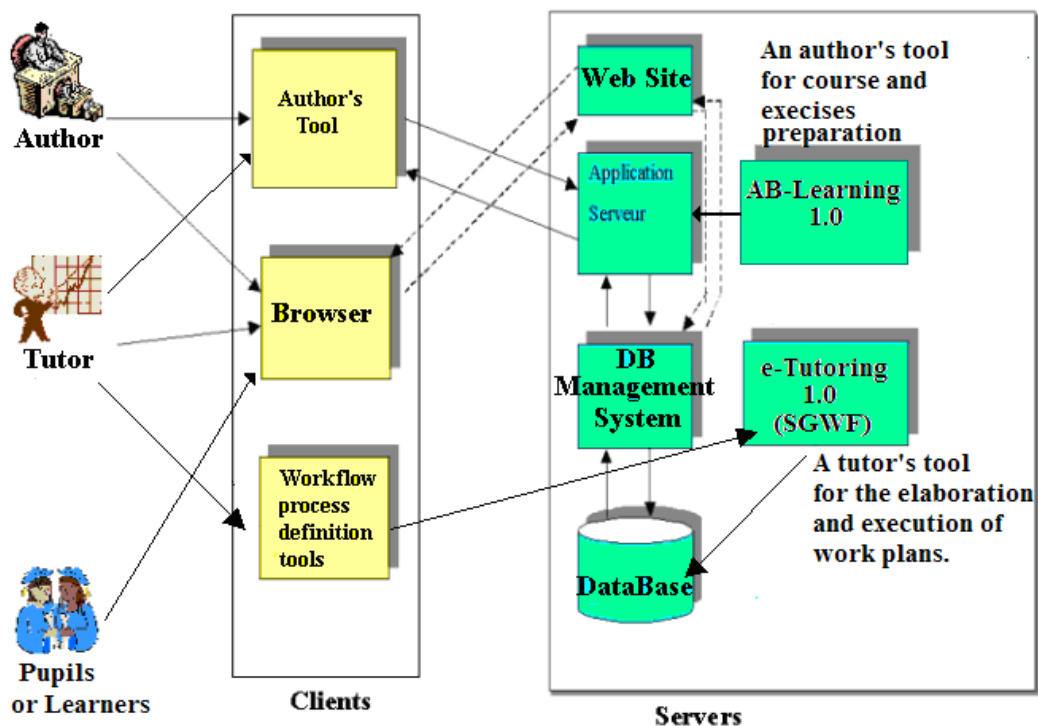 Author
Tutor
Pupils
or Learners
Author's
Tool
Browser
Workflow
process
definition
tools
Clients
Web Site
Application
Serveur
DB
Management
System
DataBase
An author's tool
for course and
execises
preparation
AB-Learning
1.0
e-Tutoring
1.0
(SGWF)
A tutor's tool
for the elaboration
and execution of
work plans.
Servers